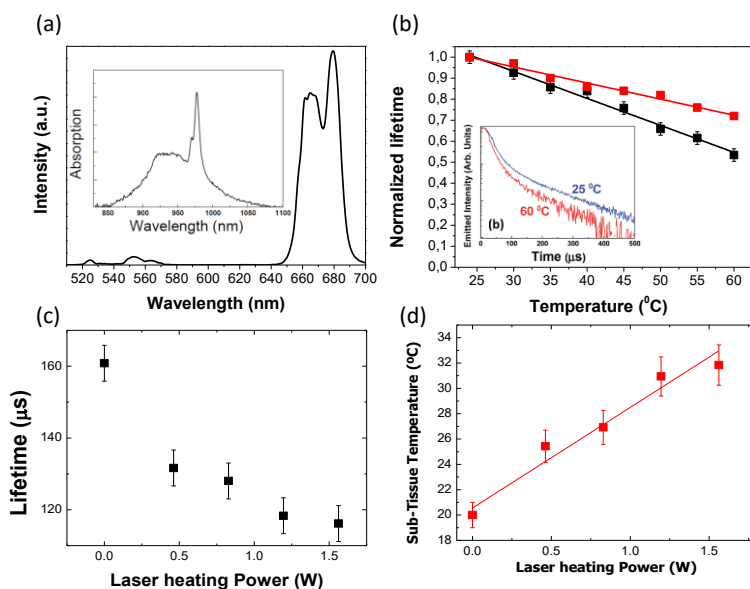 (a)
Intensity (a.u.)
Absorption
850 900 950 1000 1050 1100
Wavelength (nm)
520 540 560 580 600 620 640 660 680 700
Wavelength (nm)
(b)
Normalized lifetime
1,0
0,9
0,8
0,7
0,6
0,5
0,4
0,3
0,2
0,1
0,0
Emitted Intensity (Arb. Units)
25 ⁰C
60 ⁰C
(b)
0 100 200 300 400 500
Time (μs)
25 30 35 40 45 50 55 60
Temperature (⁰C)
(c)
Lifetime (μs)
160
140
120
0.0 0.5 1.0 1.5
Laser heating Power (W)
(d)
Sub-Tissue Temperature (ºC)
34
32
30
28
26
24
22
20
18
0.0 0.5 1.0 1.5
Laser heating Power (W)